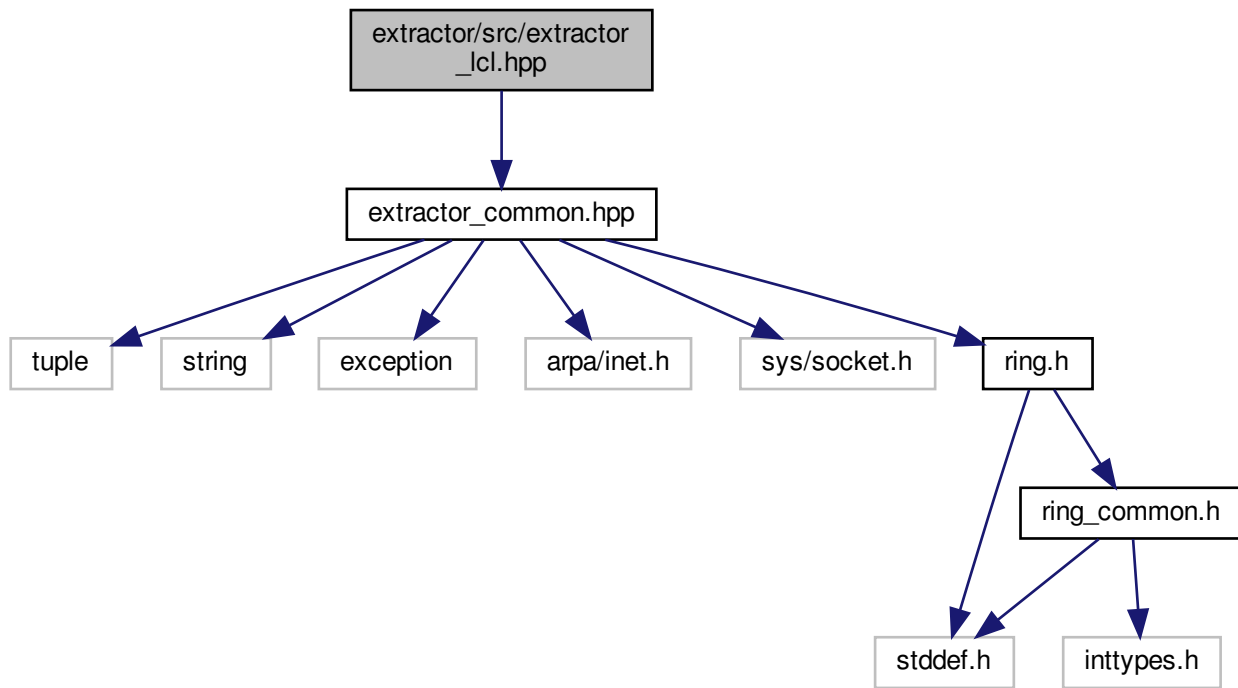 extractor/src/extractor
_lcl.hpp
extractor_common.hpp
tuple
string
exception
arpa/inet.h
sys/socket.h
ring.h
ring_common.h
stddef.h
inttypes.h